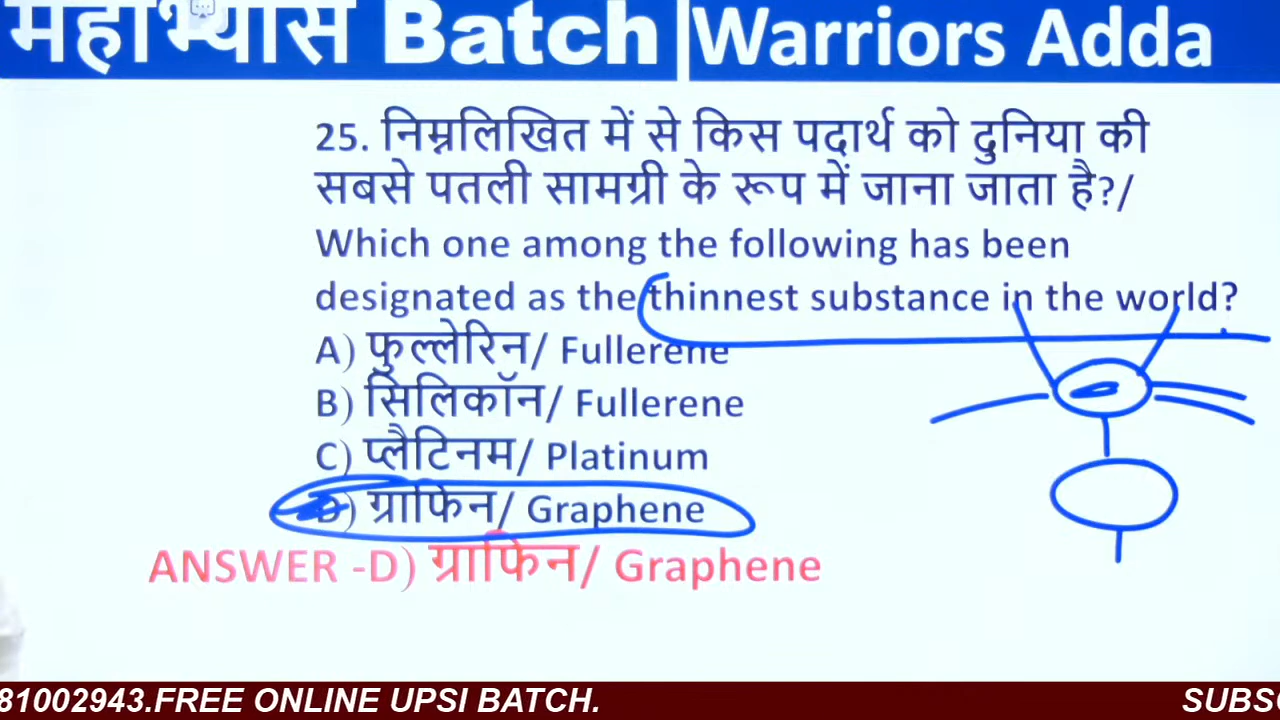 महाभ्यास Batch Warriors Adda
25. निम्नलिखित में से किस पदार्थ को दुनिया की
सबसे पतली सामग्री के रूप में जाना जाता है?/
Which one among the following has been
designated as the thinnest substance in the world?
A) फुल्लेरिन/ Fullerene
B) सिलिकॉन/ Fullerene
C) प्लैटिनम/ Platinum
D) ग्राफिन/ Graphene
ANSWER -D) ग्राफिन/ Graphene
81002943.FREE ONLINE UPSI BATCH.